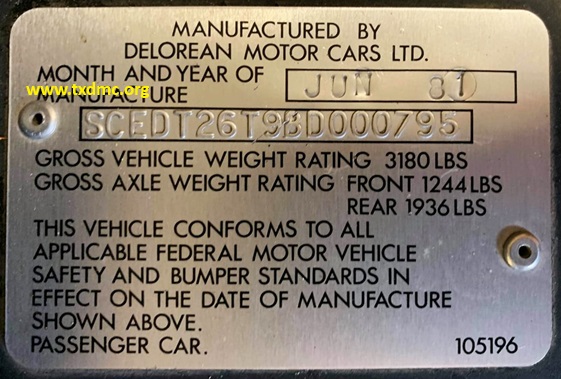 MANUFACTURED BY
DELOREAN MOTOR CARS LTD.
MONTH AND YEAR OF
MANUFACTURE
JUN 81
www.txdmc.org
SCEDT26T9BD000795
GROSS VEHICLE WEIGHT RATING 3180 LBS
GROSS AXLE WEIGHT RATING FRONT 1244 LBS
REAR 1936 LBS
THIS VEHICLE CONFORMS TO ALL
APPLICABLE FEDERAL MOTOR VEHICLE
SAFETY AND BUMPER STANDARDS IN
EFFECT ON THE DATE OF MANUFACTURE
SHOWN ABOVE.
PASSENGER CAR. 105196